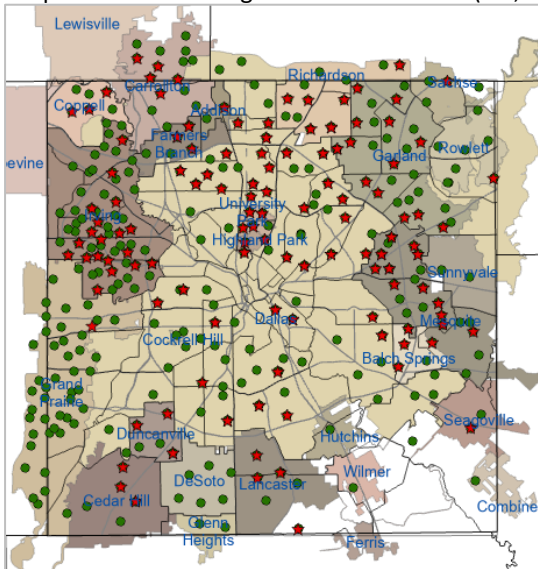 Lewisville
Richardson
Carrollton
Sachse
Coppell
Addison
Farmers
Branch
Garland
Rowlett
evine
University
Park
Irving
Highland Park
Sunnyvale
Dallas
Mesquite
Cockrell Hill
Balch Springs
Grand
Prairie
Seagoville
Duncanville
Hutchins
Wilmer
DeSoto
Lancaster
Cedar Hill
Combine
Glenn
Heights
Ferris